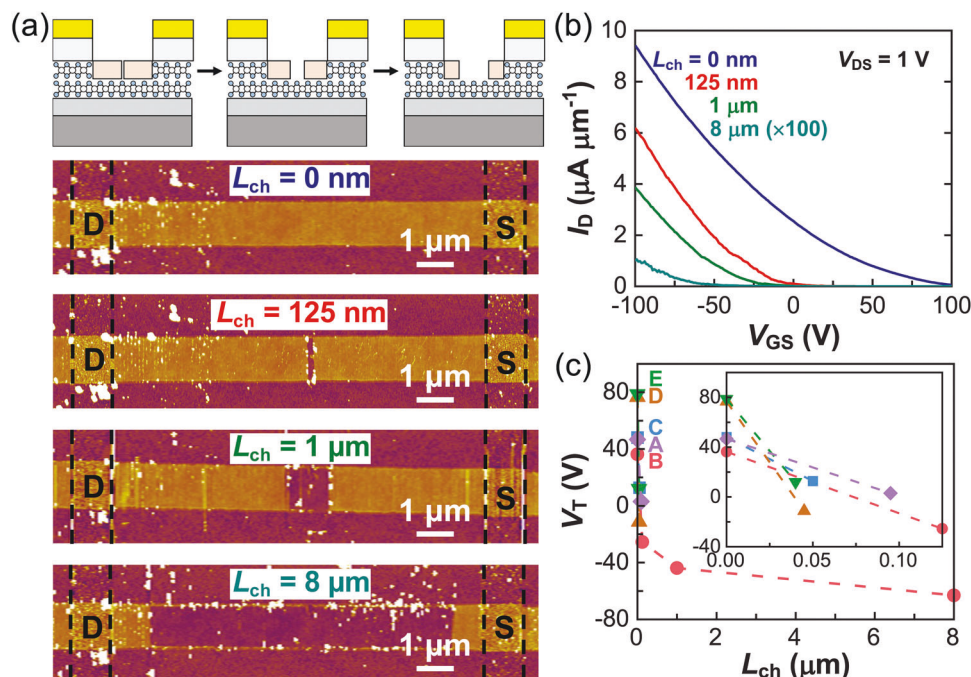 (a)
L_ch = 0 nm
D
S
1 μm
L_ch = 125 nm
D
S
1 μm
L_ch = 1 μm
D
S
1 μm
L_ch = 8 μm
D
S
1 μm
(b)
10
8
6
4
2
0
I_D (μA μm⁻¹)
L_ch = 0 nm
V_DS = 1 V
125 nm
1 μm
8 μm (×100)
-100
-50
0
50
100
V_GS (V)
(c)
80
40
0
-40
-80
V_T (V)
E
D
C
A
B
80
40
0
-40
0.00
0.05
0.10
0
2
4
6
8
L_ch (μm)